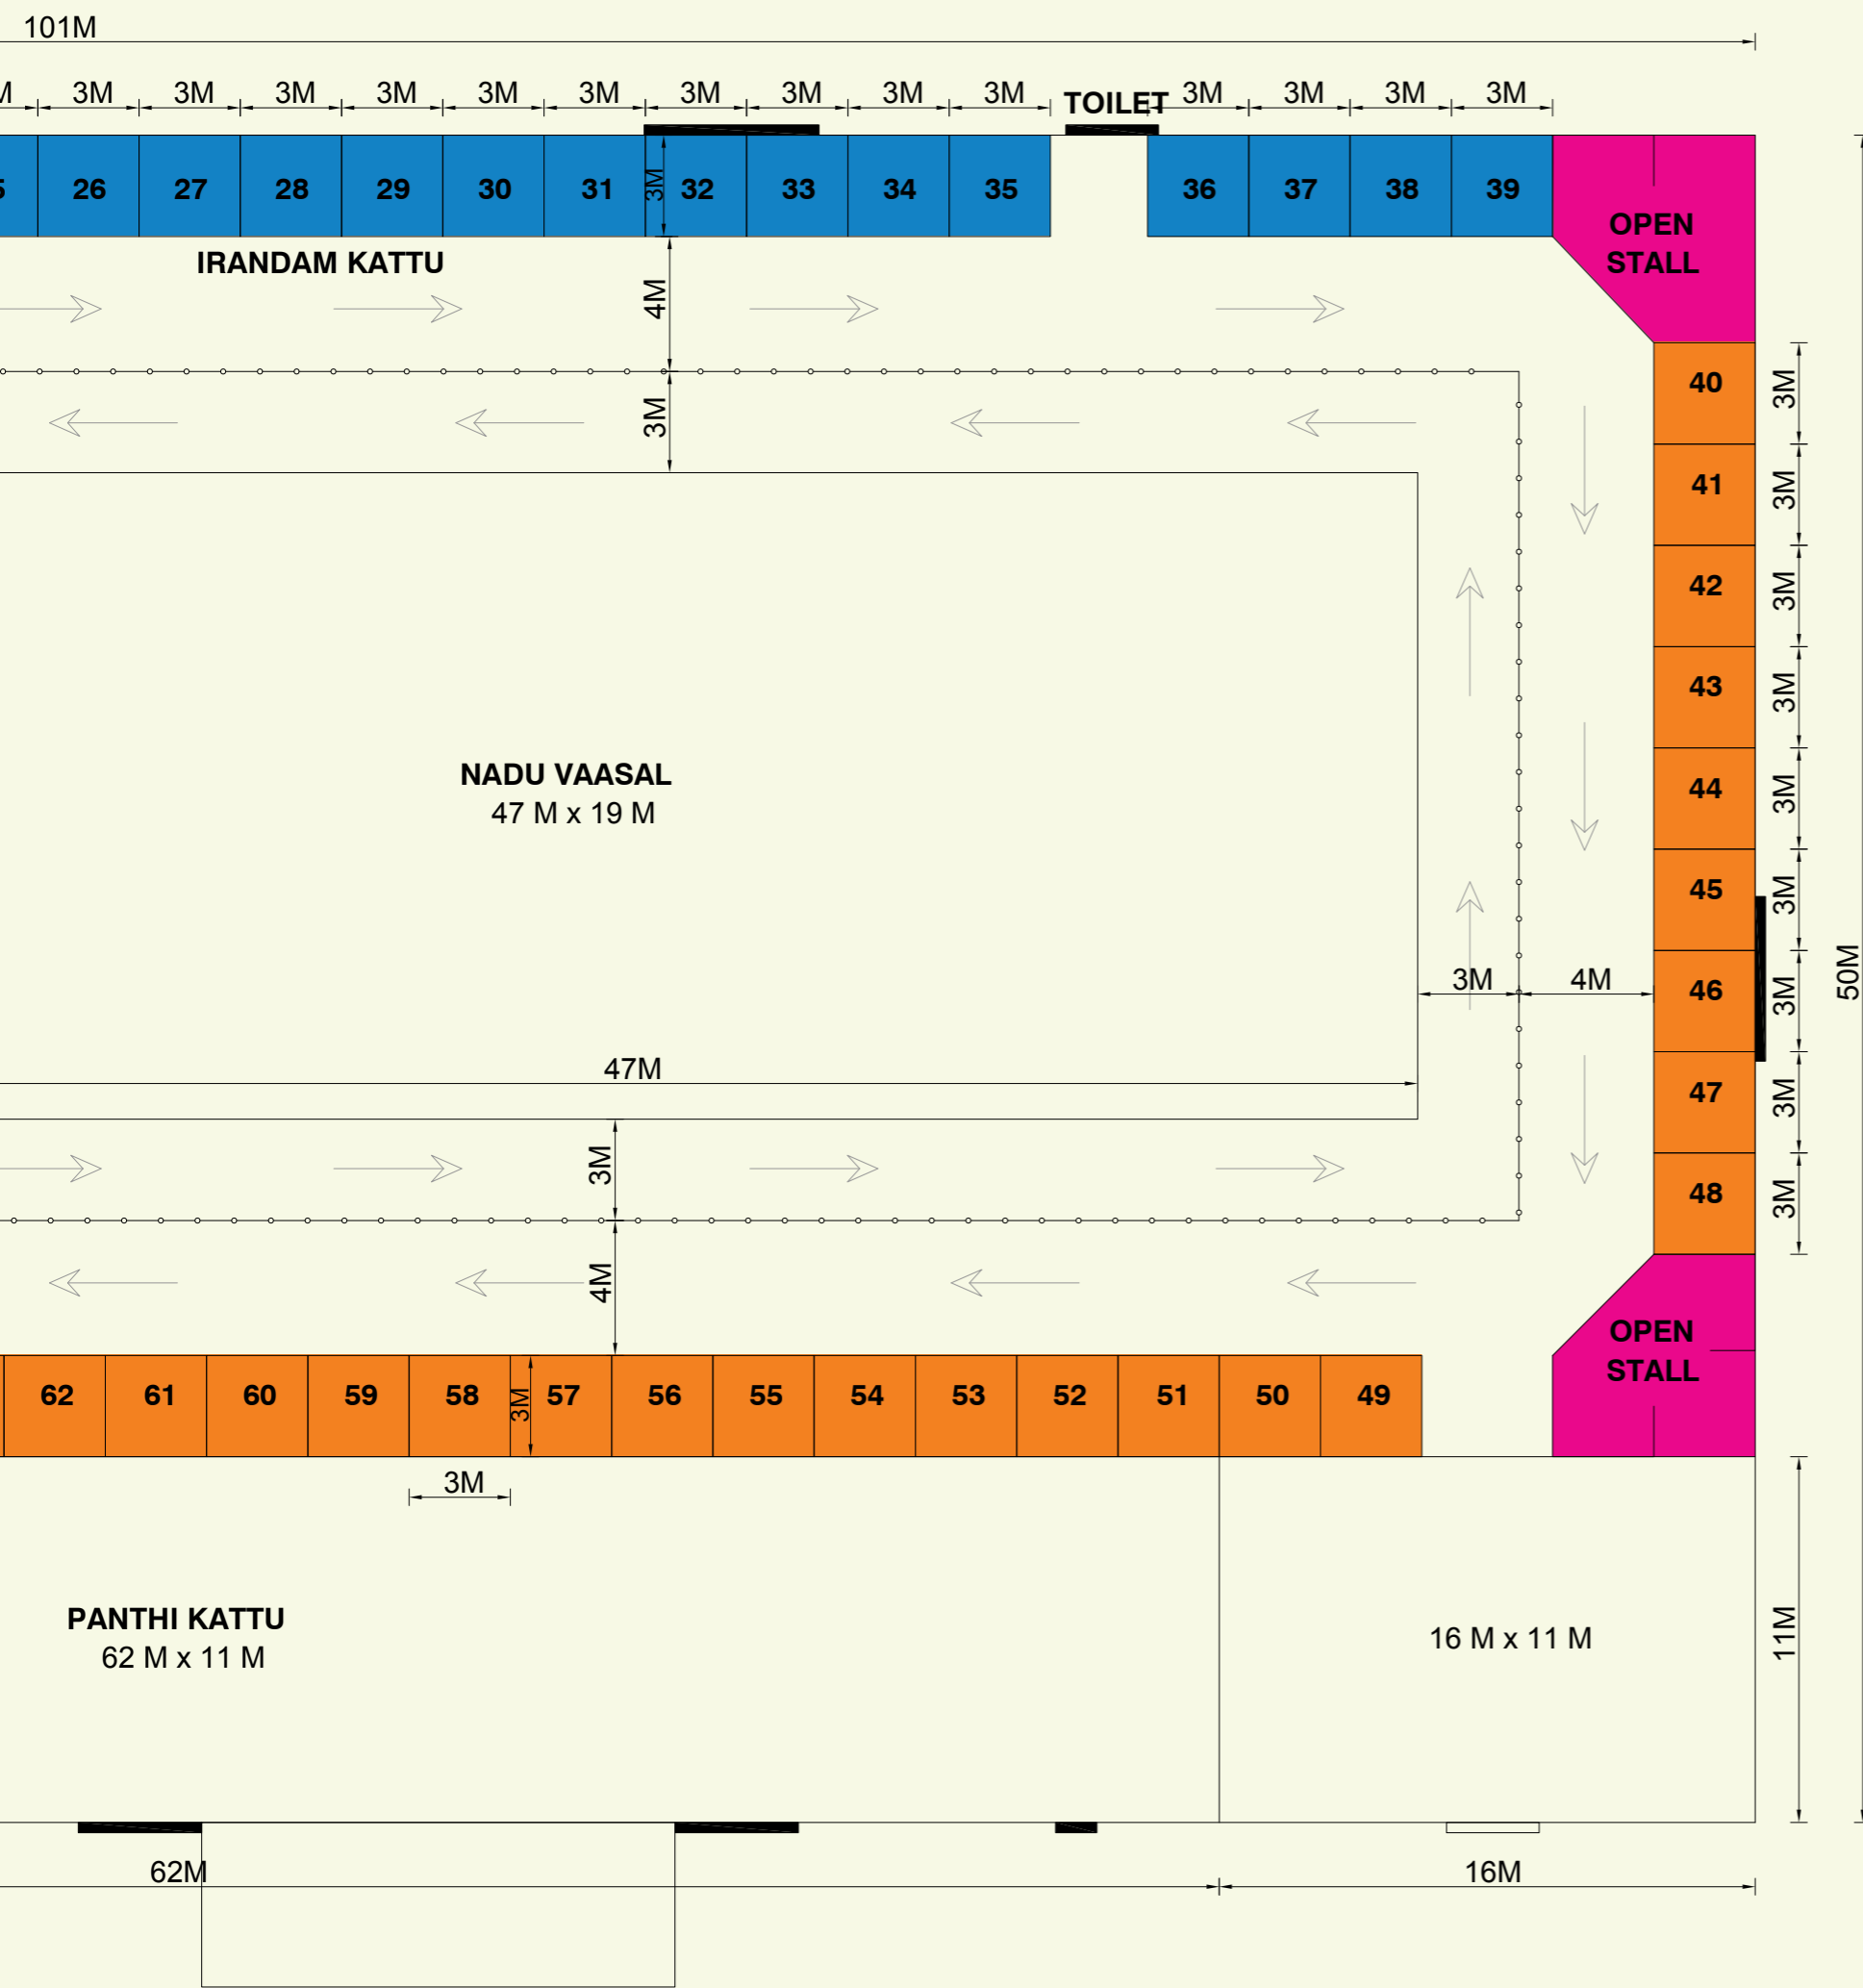 101M
3M 3M 3M 3M 3M 3M 3M 3M 3M 3M TOILET 3M 3M 3M 3M
26 27 28 29 30 31 3M 32 33 34 35 36 37 38 39
OPEN
STALL
IRANDAM KATTU
4M
3M
40 3M
41 3M
42 3M
43 3M
44 3M
45 3M
46 3M
47 3M
48 3M
50M
NADU VAASAL
47 M x 19 M
3M 4M
47M
3M
4M
OPEN
STALL
62 61 60 59 58 3M 57 56 55 54 53 52 51 50 49
3M
PANTHI KATTU
62 M x 11 M
16 M x 11 M
11M
62M 16M